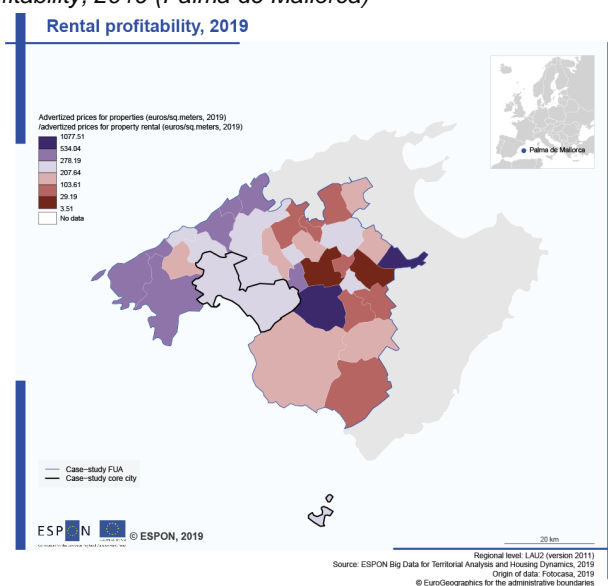 fitability, 2019 (Palma de Mallorca)
Rental profitability, 2019
Advertized prices for properties (euros/sq.meters, 2019)
/advertized prices for property rental (euros/sq.meters, 2019)
1077.51
534.04
278.19
207.64
103.61
29.19
3.51
No data
Palma de Mallorca
Case-study FUA
Case-study core city
ESPON © ESPON, 2019
20 km
Regional level: LAU2 (version 2011)
Source: ESPON Big Data for Territorial Analysis and Housing Dynamics, 2019
Origin of data: Fotocasa, 2019
© EuroGeographics for the administrative boundaries